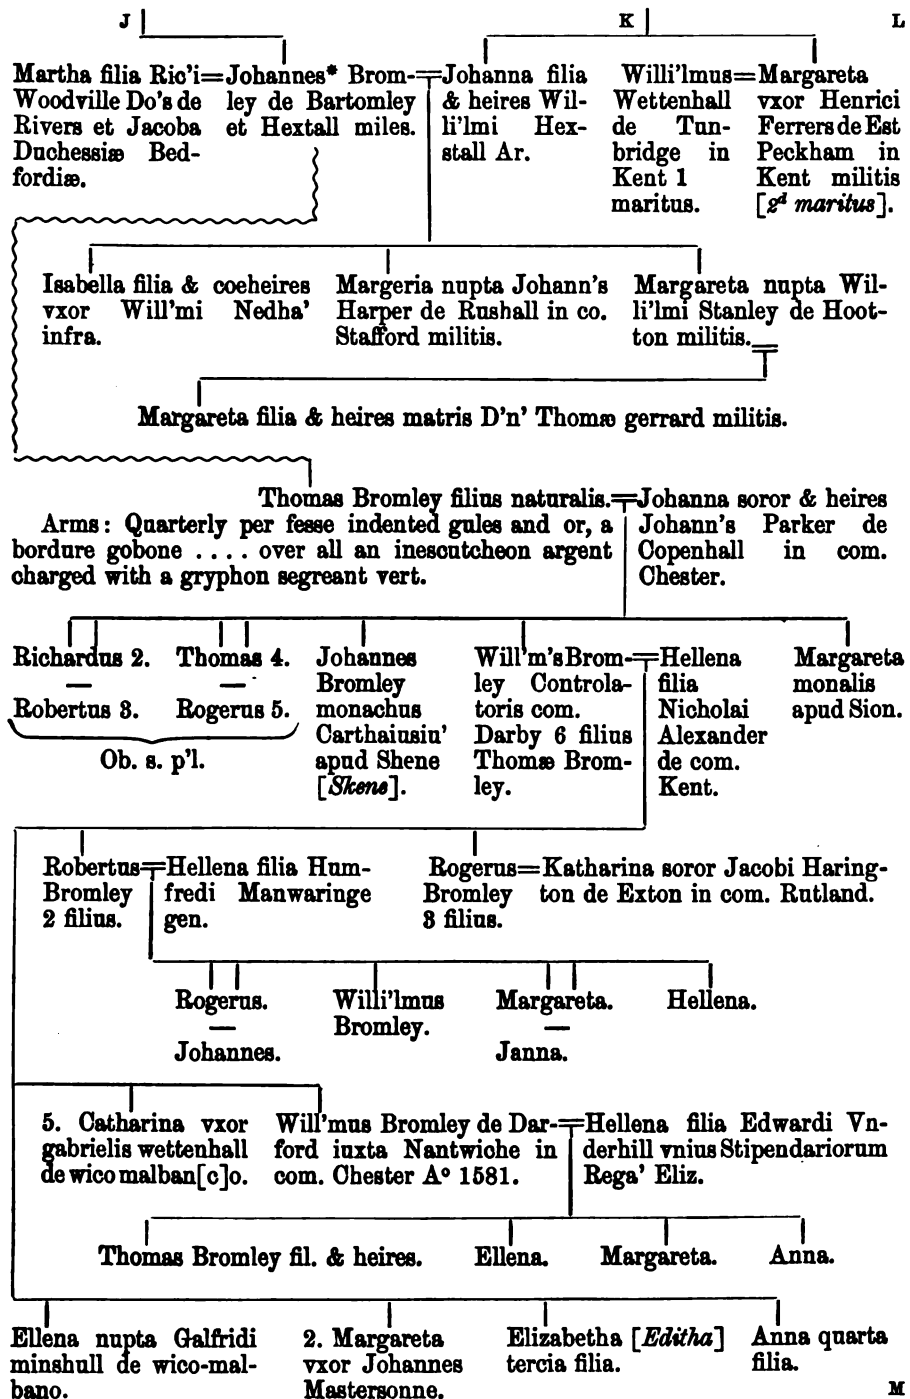 J K L
Martha filia Ric'i=Johannes* Brom-
Woodville Do's de
Rivers et Jacoba
Duchessiæ Bed-
fordiæ.
ley de Bartomley
et Hextall miles.
Johanna filia
& heires Wil-
li'lmi Hex-
stall Ar.
Willi'lmus=
Wettenhall
de Tun-
bridge in
Kent 1
maritus.
Margareta
vxor Henrici
Ferrers de Est
Peckham in
Kent militis
[2d maritus].
Isabella filia & coeheires
vxor Will'mi Nedha'
infra.
Margeria nupta Johann's
Harper de Rushall in co.
Stafford militis.
Margareta nupta Wil-
li'lmi Stanley de Hoot-
ton militis.
Margareta filia & heires matris D'n' Thomæ gerrard militis.
Thomas Bromley filius naturalis.
Arms: Quarterly per fesse indented gules and or, a
bordure gobone .... over all an inescutcheon argent
charged with a gryphon segreant vert.
Johanna soror & heires
Johann's Parker de
Copenhall in com.
Chester.
Richardus 2.
—
Robertus 3.
Thomas 4.
—
Rogerus 5.
Ob. s. p'l.
Johannes
Bromley
monachus
Carthaiusiu'
apud Shene
[Skene].
Will'm's Brom-
ley Controla-
toris com.
Darby 6 filius
Thomæ Brom-
ley.
Hellena
filia
Nicholai
Alexander
de com.
Kent.
Margareta
monalis
apud Sion.
Robertus
Bromley
2 filius.
Hellena filia Hum-
fredi Manwaringe
gen.
Rogerus=
Bromley
3 filius.
Katharina soror Jacobi Haring-
ton de Exton in com. Rutland.
Rogerus.
—
Johannes.
Willi'lmus
Bromley.
Margareta.
—
Janna.
Hellena.
5. Catharina vxor
gabrielis wettenhall
de wico malban[c]o.
Will'mus Bromley de Dar-
ford iuxta Nantwiche in
com. Chester Aº 1581.
Hellena filia Edwardi Vn-
derhill vnius Stipendariorum
Rega' Eliz.
Thomas Bromley fil. & heires.
Ellena.
Margareta.
Anna.
Ellena nupta Galfridi
minshull de wico-mal-
bano.
2. Margareta
vxor Johannes
Mastersonne.
Elizabetha [Editha]
tercia filia.
Anna quarta
filia.
M